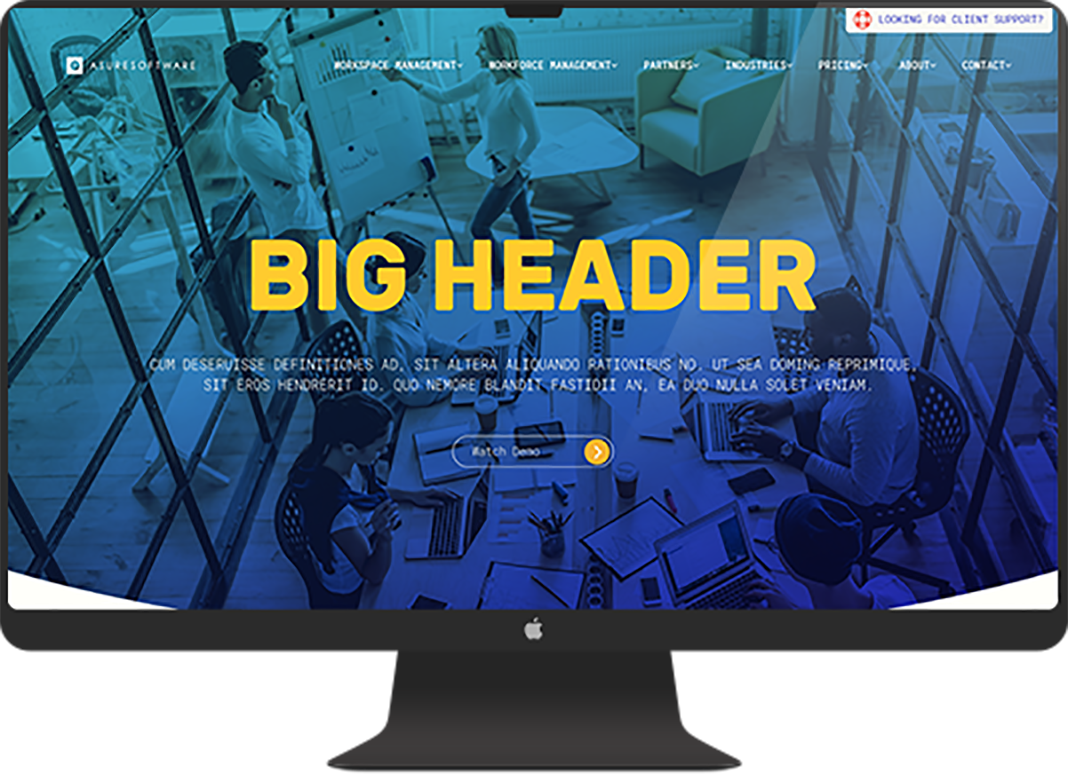 LOOKING FOR CLIENT SUPPORT?
ASURESOFTWARE
WORKSPACE MANAGEMENT WORKFORCE MANAGEMENT PARTNERS INDUSTRIES PRICING ABOUT CONTACT
BIG HEADER
CUM DESERUISSE DEFINITIONES AD, SIT ALTERA ALIQUANDO RATIONIBUS NO. UT SEA DOMING REPRIMIQUE,
SIT EROS HENDRERIT ID. QUO NEMORE BLANDIT FASTIDII AN, EA DUO NULLA SOLET VENIAM.
Watch Demo